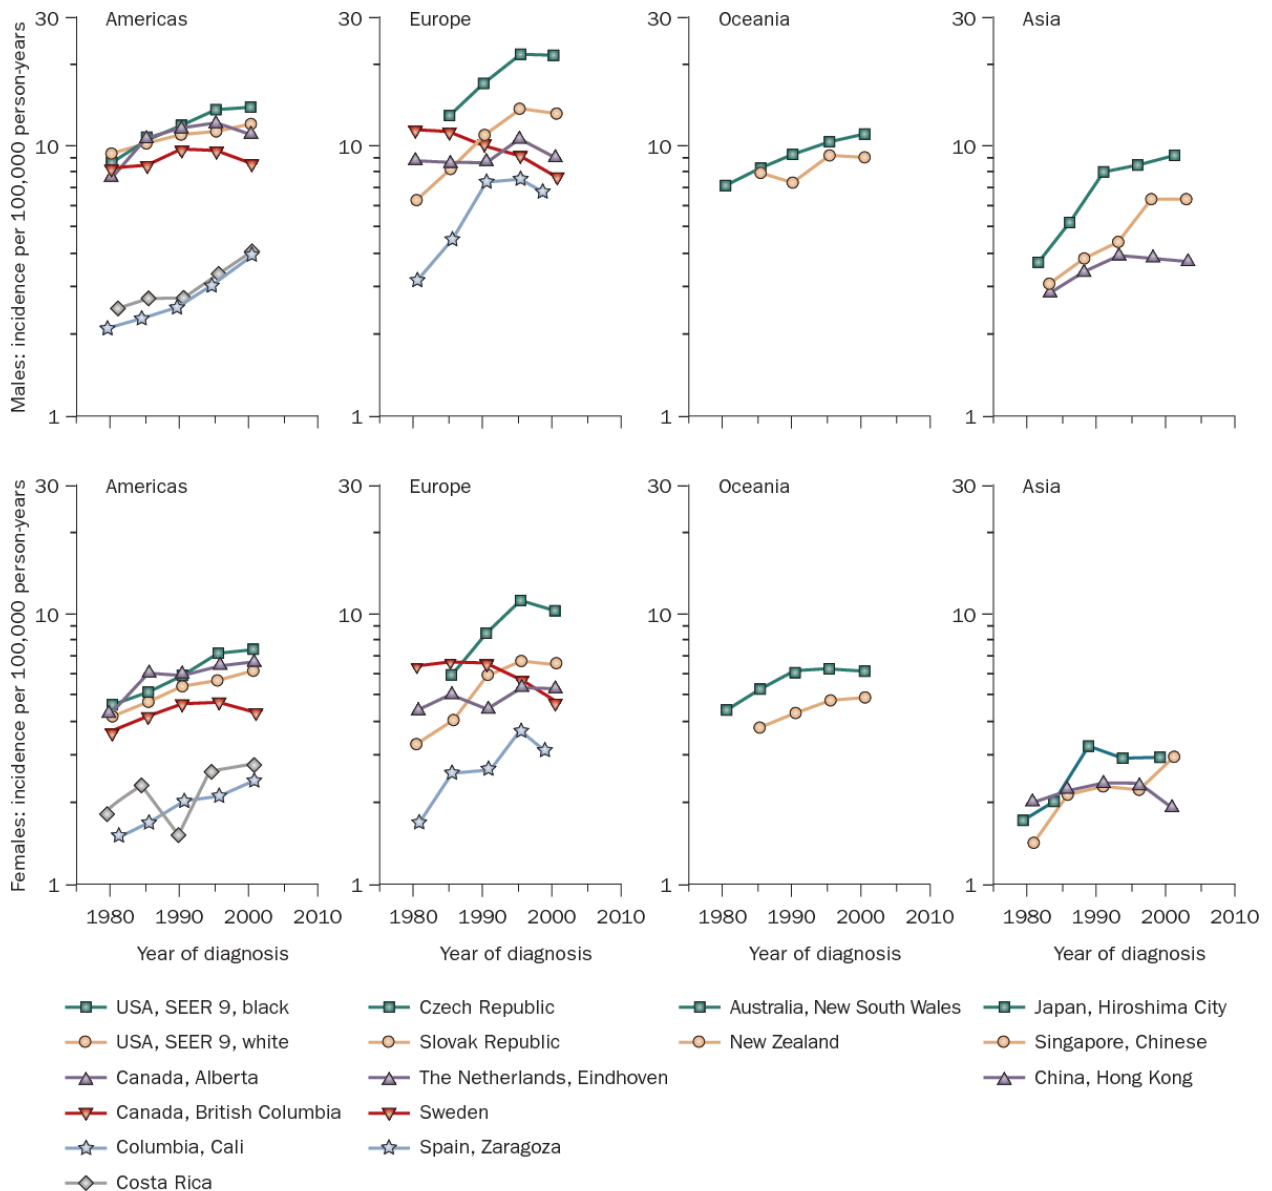 Males: incidence per 100,000 person-years
30 Americas
10
1
30 Europe
10
1
30 Oceania
10
1
30 Asia
10
1
Females: incidence per 100,000 person-years
30 Americas
10
1
1980 1990 2000 2010
Year of diagnosis
30 Europe
10
1
1980 1990 2000 2010
Year of diagnosis
30 Oceania
10
1
1980 1990 2000 2010
Year of diagnosis
30 Asia
10
1
1980 1990 2000 2010
Year of diagnosis
USA, SEER 9, black
USA, SEER 9, white
Canada, Alberta
Canada, British Columbia
Columbia, Cali
Costa Rica
Czech Republic
Slovak Republic
The Netherlands, Eindhoven
Sweden
Spain, Zaragoza
Australia, New South Wales
New Zealand
Japan, Hiroshima City
Singapore, Chinese
China, Hong Kong